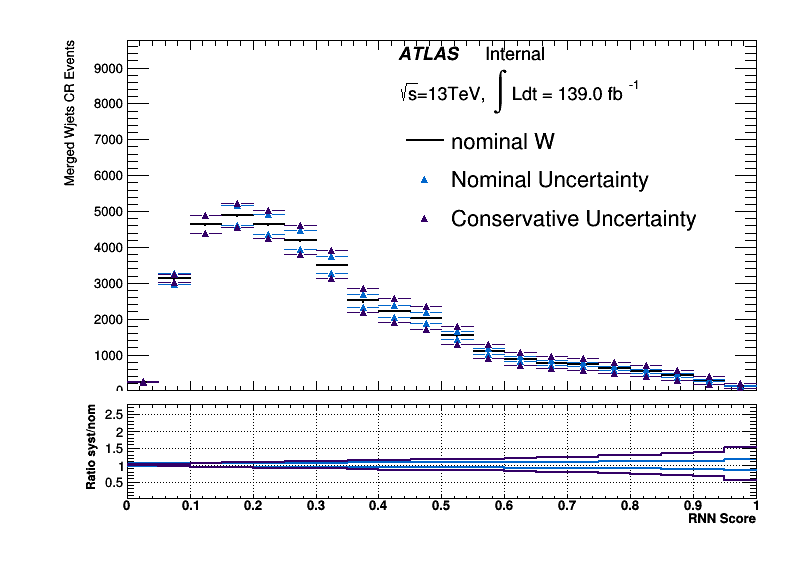 ATLAS Internal
√s=13TeV, ∫ Ldt = 139.0 fb -1
nominal W
Nominal Uncertainty
Conservative Uncertainty
Merged Wjets CR Events
9000
8000
7000
6000
5000
4000
3000
2000
1000
0
Ratio syst/nom
2.5
2
1.5
1
0.5
0 0.1 0.2 0.3 0.4 0.5 0.6 0.7 0.8 0.9 1
RNN Score